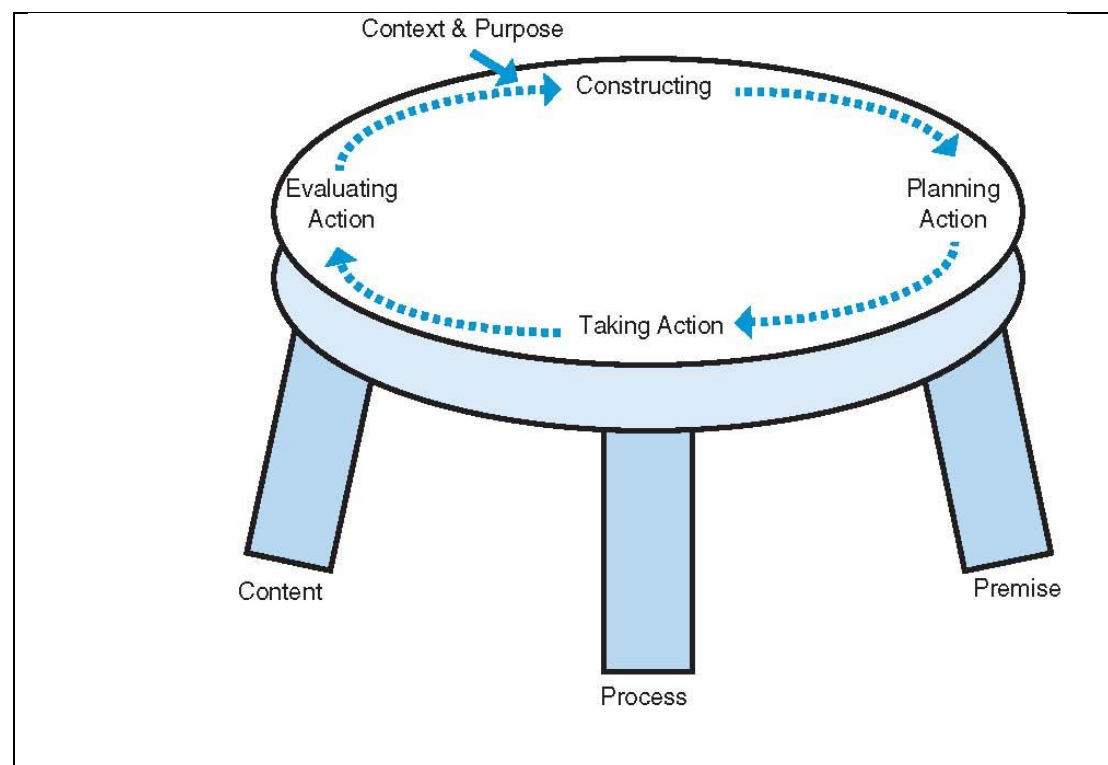 Context & Purpose
Constructing
Evaluating
Action
Planning
Action
Taking Action
Content
Premise
Process